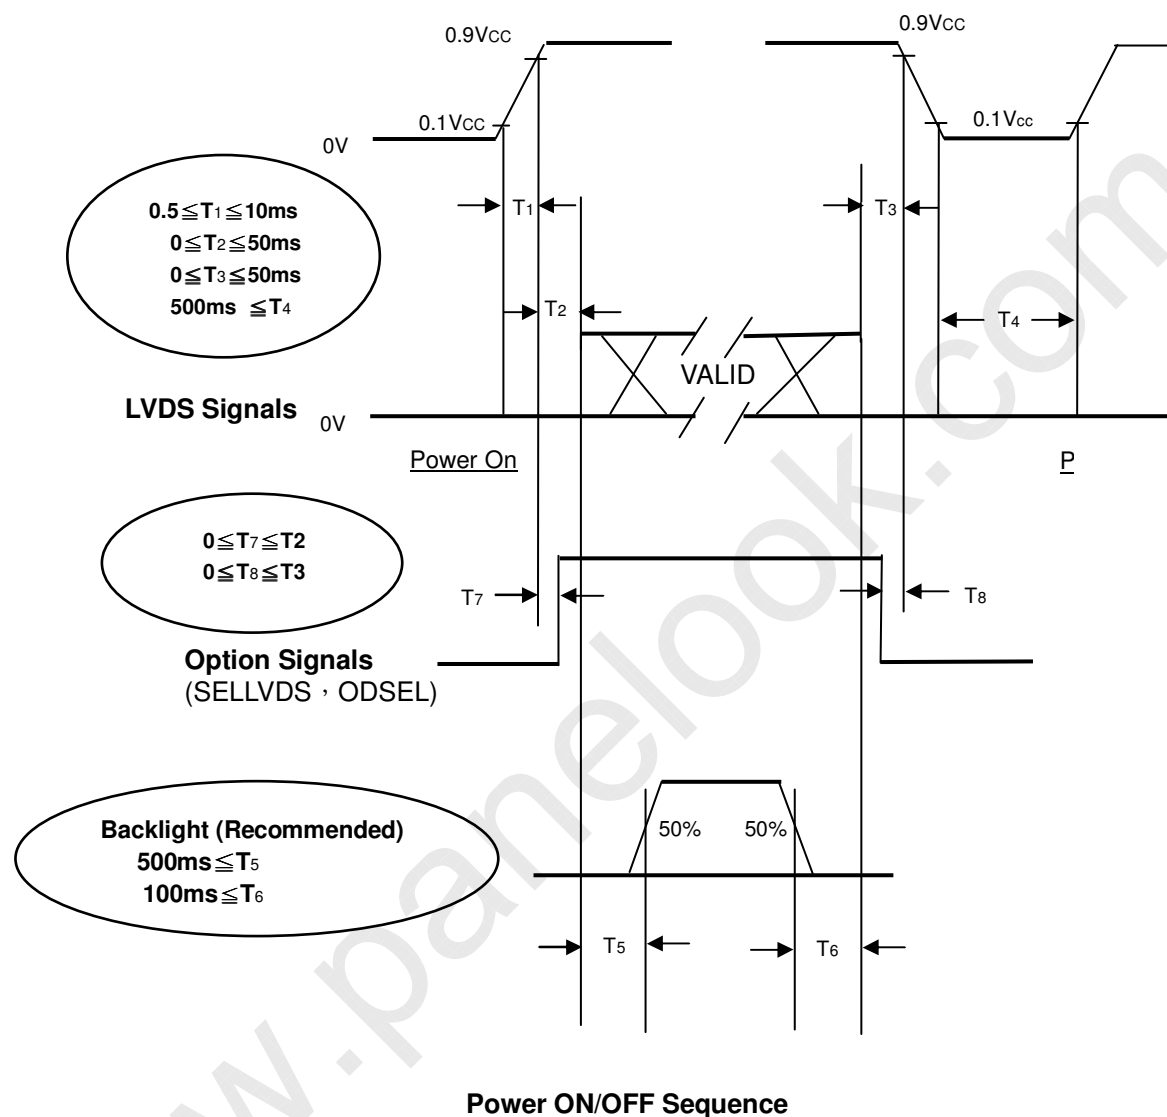 0.9VCC
0.9VCC
0.1VCC
0.1Vcc
0V
0.5≦T1≦10ms
0≦T2≦50ms
0≦T3≦50ms
500ms ≦T4
T1
T3
T2
T4
VALID
LVDS Signals
0V
Power On
P
0≦T7≦T2
0≦T8≦T3
T7
T8
Option Signals
(SELLVDS，ODSEL)
Backlight (Recommended)
500ms≦T5
100ms≦T6
50%
50%
T5
T6
Power ON/OFF Sequence
w.panelook.com